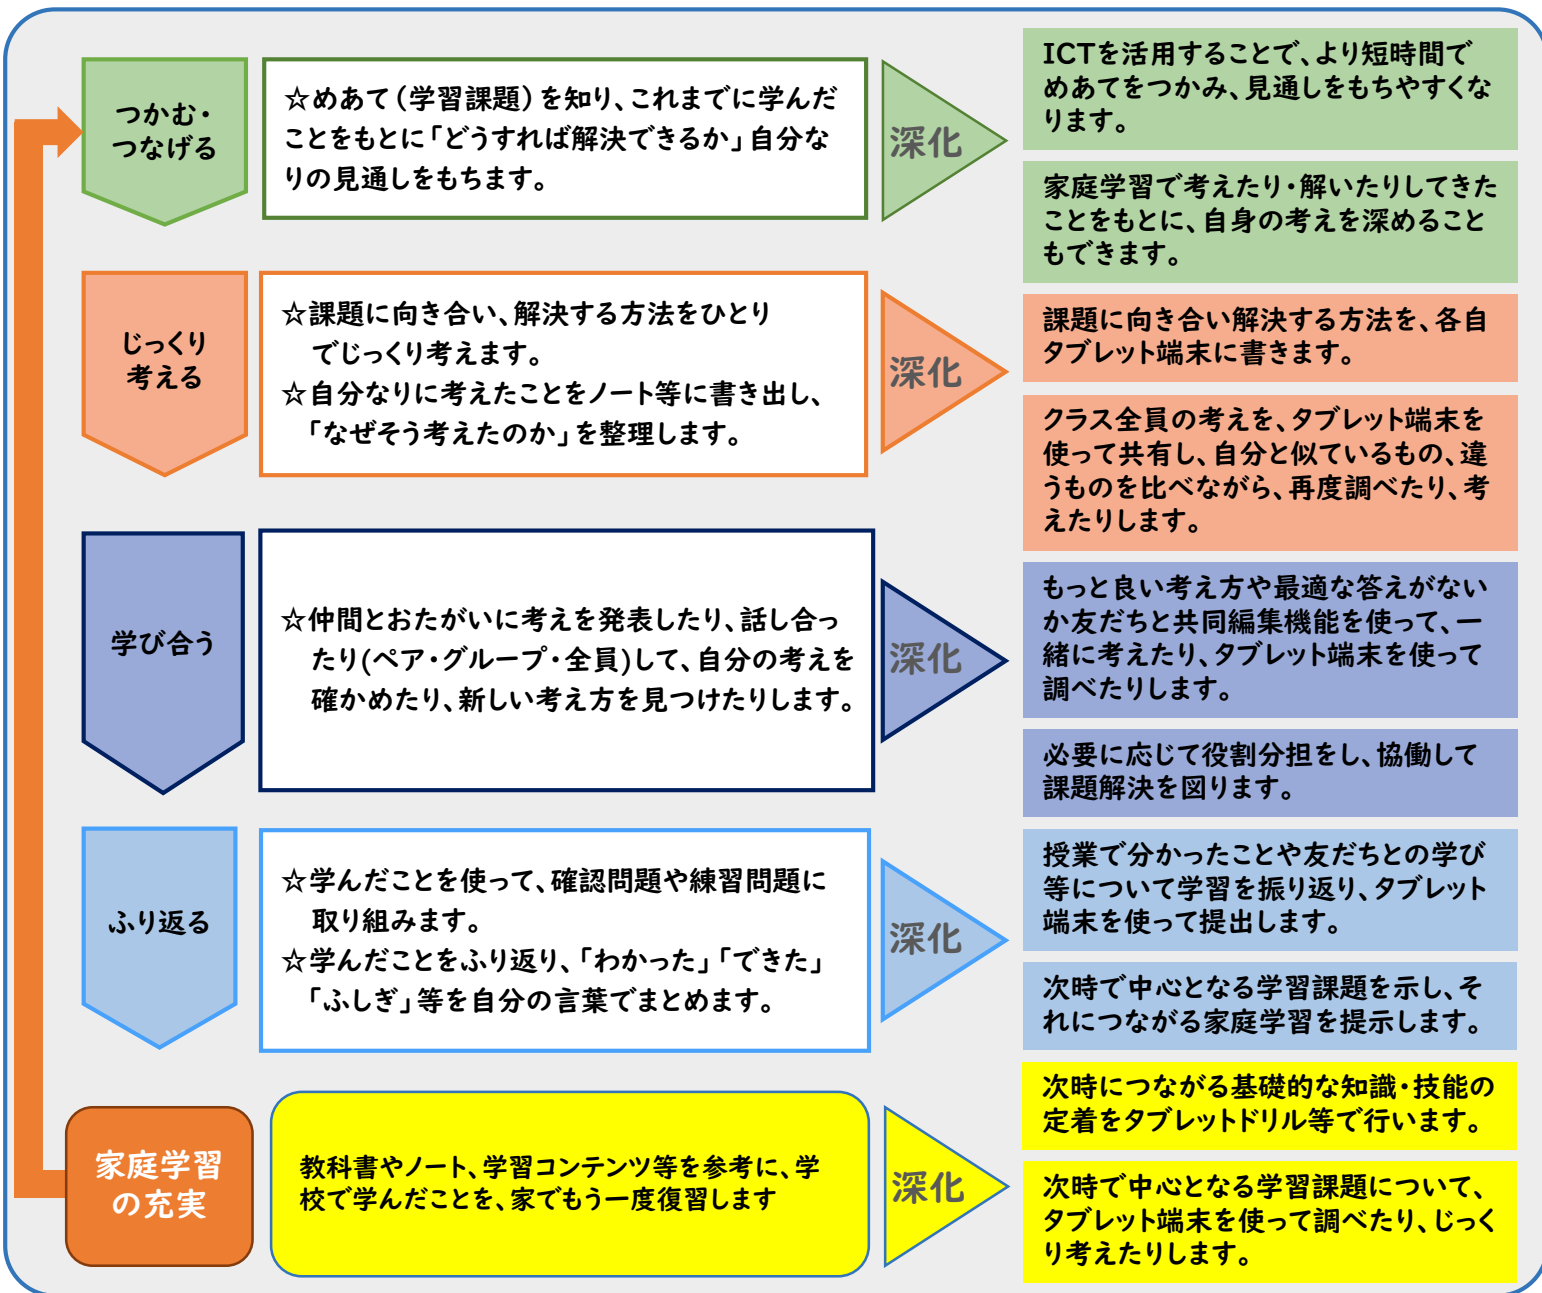 つかむ・
つなげる
☆めあて(学習課題)を知り、これまでに学んだ
ことをもとに「どうすれば解決できるか」自分な
りの見通しをもちます。
深化
ICTを活用することで、より短時間で
めあてをつかみ、見通しをもちやすくな
ります。
家庭学習で考えたり・解いたりしてきた
ことをもとに、自身の考えを深めること
もできます。
じっくり
考える
☆課題に向き合い、解決する方法をひとり
でじっくり考えます。
☆自分なりに考えたことをノート等に書き出し、
「なぜそう考えたのか」を整理します。
深化
課題に向き合い解決する方法を、各自
タブレット端末に書きます。
クラス全員の考えを、タブレット端末を
使って共有し、自分と似ているもの、違
うものを比べながら、再度調べたり、考
えたりします。
学び合う
☆仲間とおたがいに考えを発表したり、話し合っ
たり(ペア・グループ・全員)して、自分の考えを
確かめたり、新しい考え方を見つけたりします。
深化
もっと良い考え方や最適な答えがない
か友だちと共同編集機能を使って、一
緒に考えたり、タブレット端末を使って
調べたりします。
必要に応じて役割分担をし、協働して
課題解決を図ります。
ふり返る
☆学んだことを使って、確認問題や練習問題に
取り組みます。
☆学んだことをふり返り、「わかった」「できた」
「ふしぎ」等を自分の言葉でまとめます。
深化
授業で分かったことや友だちとの学び
等について学習を振り返り、タブレット
端末を使って提出します。
次時で中心となる学習課題を示し、そ
れにつながる家庭学習を提示します。
家庭学習
の充実
教科書やノート、学習コンテンツ等を参考に、学
校で学んだことを、家でもう一度復習します
深化
次時につながる基礎的な知識・技能の
定着をタブレットドリル等で行います。
次時で中心となる学習課題について、
タブレット端末を使って調べたり、じっく
り考えたりします。